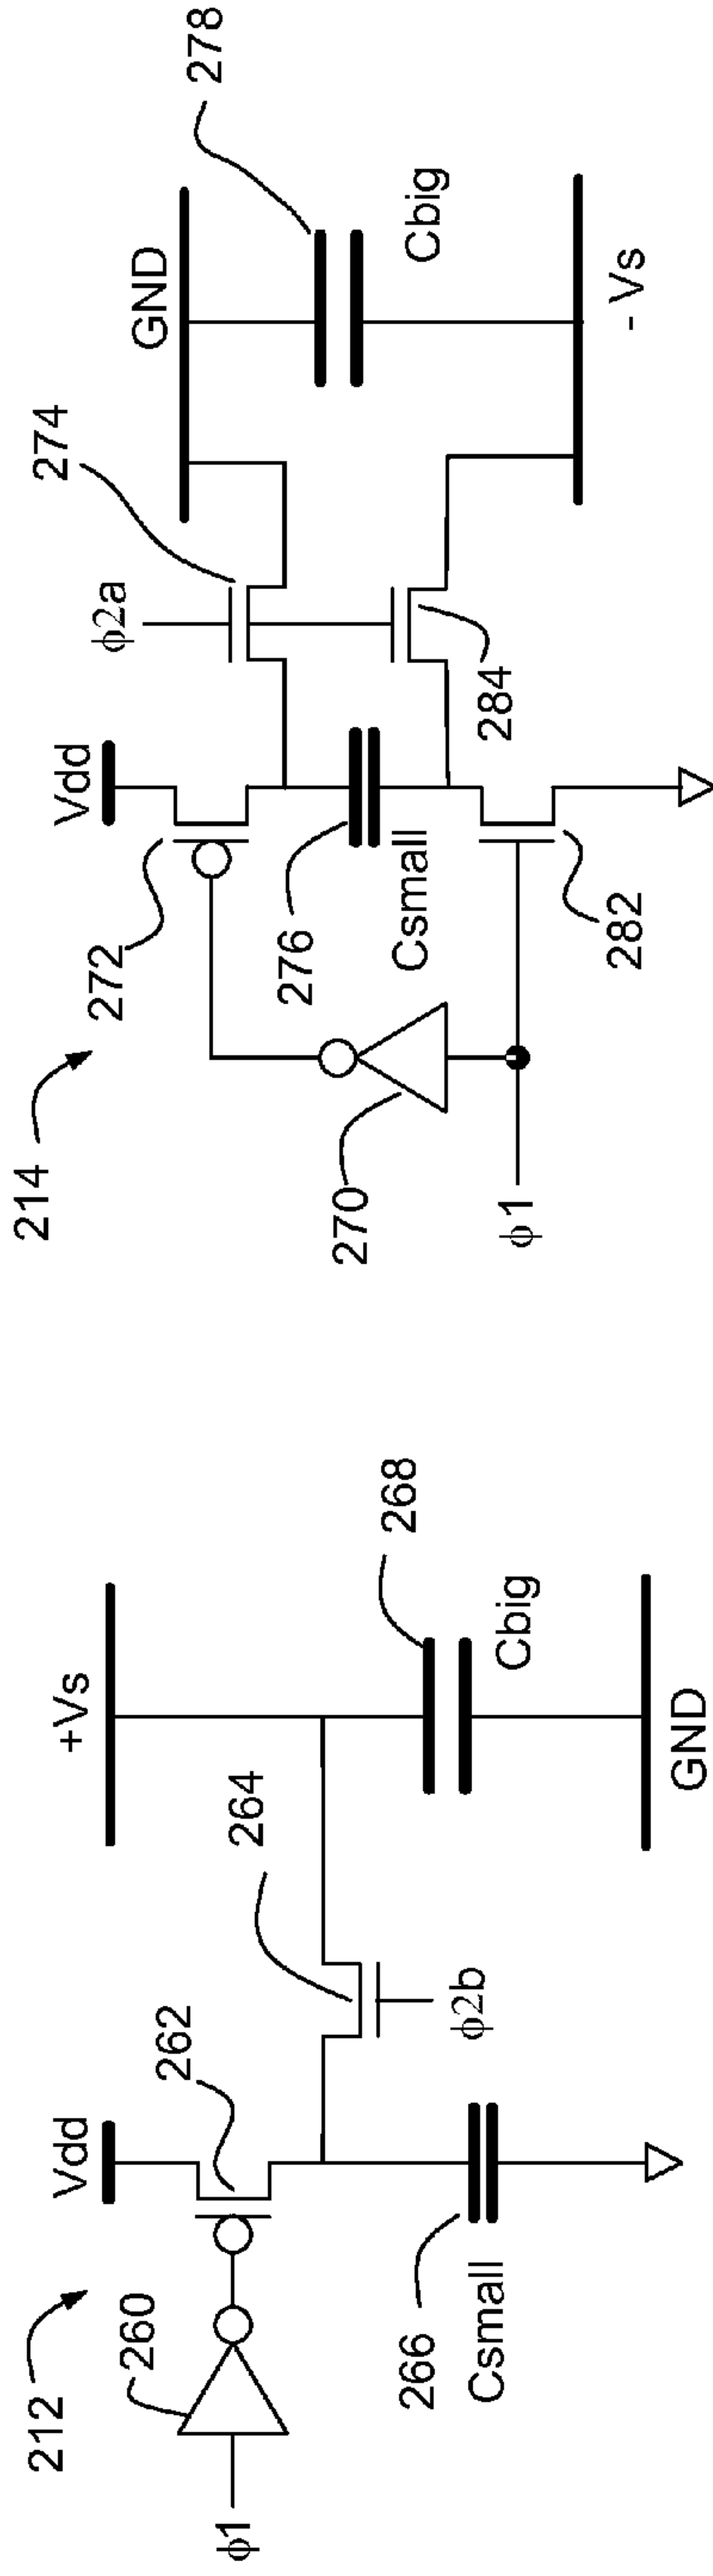 212
φ1
260
Vdd
262
264
φ2b
266
Csmall
+Vs
268
Cbig
GND
214
φ1
270
272
Vdd
276
Csmall
282
φ2a
274
284
GND
278
Cbig
- Vs